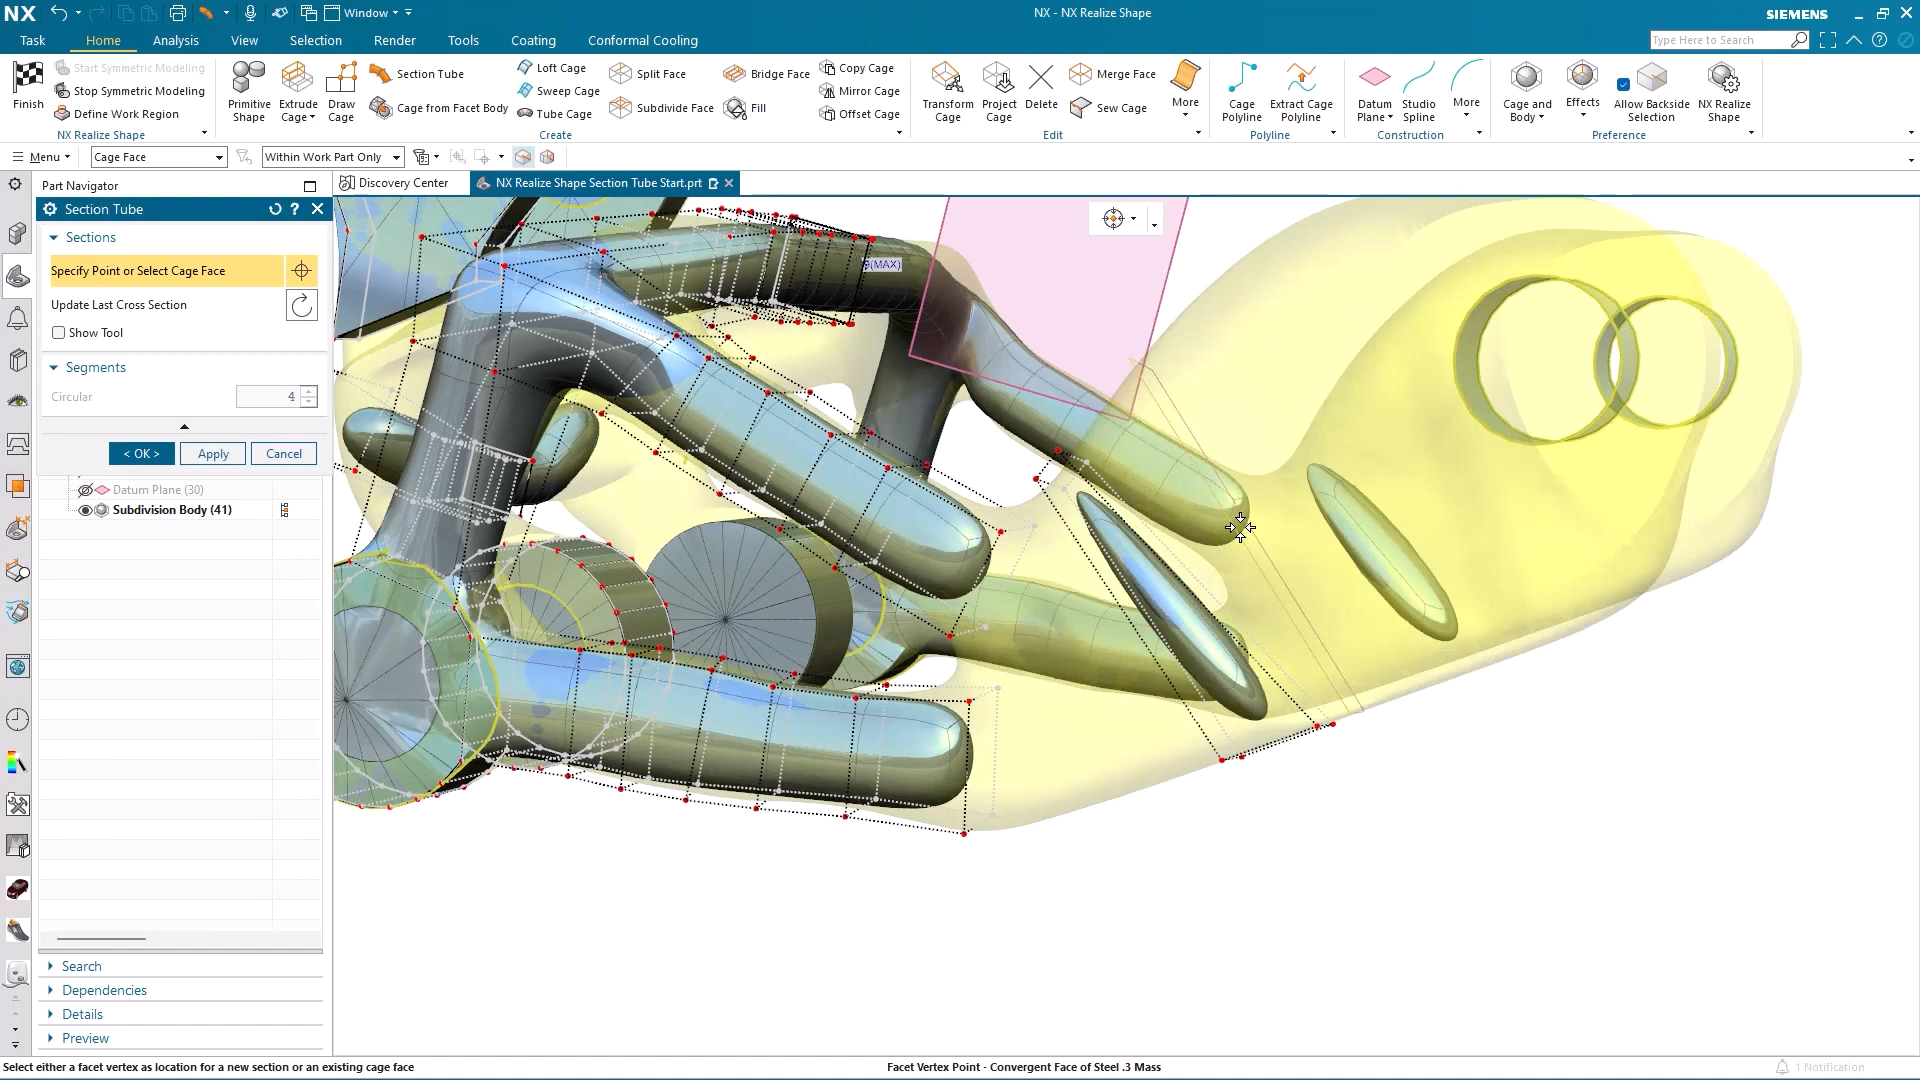 NX
Window
NX - NX Realize Shape
SIEMENS
Task
Home
Analysis
View
Selection
Render
Tools
Coating
Conformal Cooling
Type Here to Search
Finish
Start Symmetric Modeling
Stop Symmetric Modeling
Define Work Region
NX Realize Shape
Primitive Shape
Extrude Cage
Draw Cage
Section Tube
Cage from Facet Body
Loft Cage
Sweep Cage
Tube Cage
Split Face
Subdivide Face
Bridge Face
Fill
Copy Cage
Mirror Cage
Offset Cage
Create
Transform Cage
Project Cage
Delete
Merge Face
Sew Cage
More
Edit
Cage Polyline
Extract Cage Polyline
Polyline
Datum Plane
Studio Spline
More
Construction
Cage and Body
Effects
Allow Backside Selection
NX Realize Shape
Preference
Menu
Cage Face
Within Work Part Only
Part Navigator
Discovery Center
NX Realize Shape Section Tube Start.prt
Section Tube
Sections
Specify Point or Select Cage Face
Update Last Cross Section
Show Tool
Segments
Circular
4
< OK >
Apply
Cancel
Datum Plane (30)
Subdivision Body (41)
(MAX)
Search
Dependencies
Details
Preview
Select either a facet vertex as location for a new section or an existing cage face
Facet Vertex Point - Convergent Face of Steel .3 Mass
1 Notification